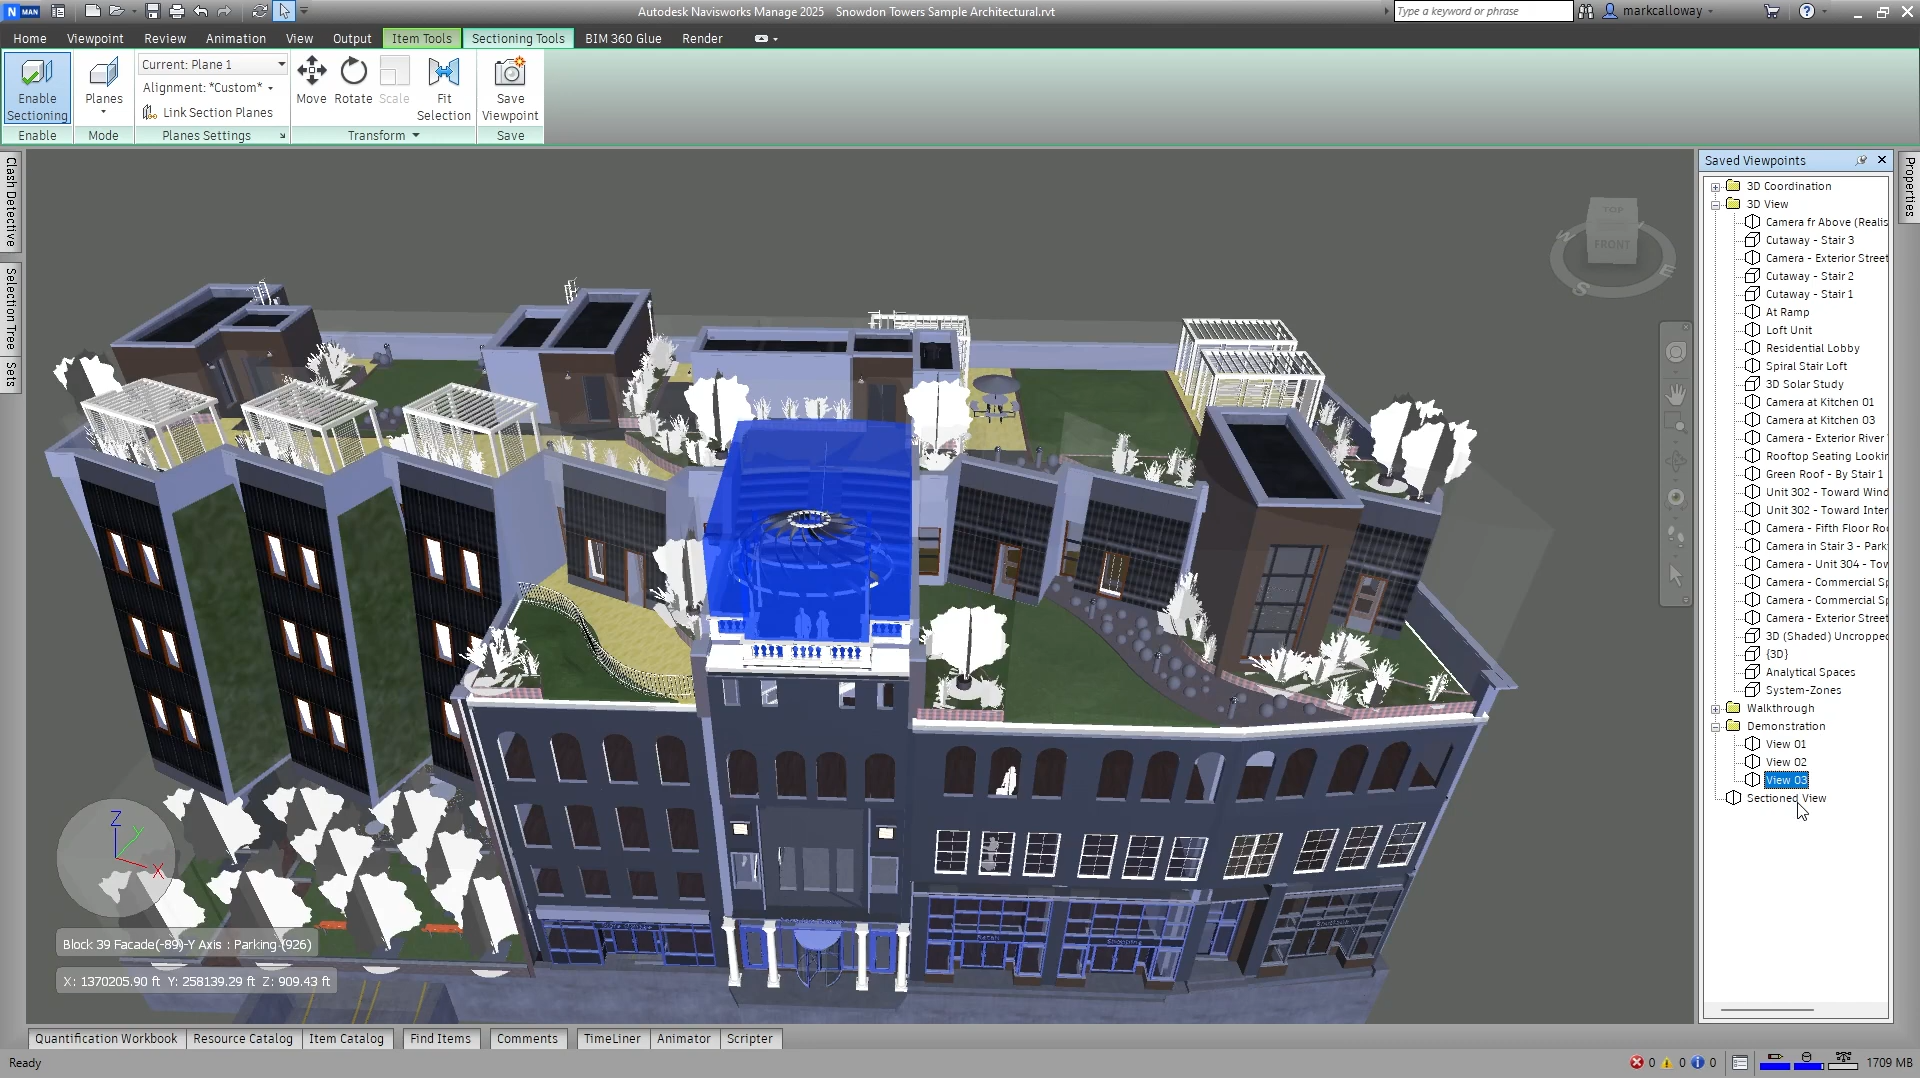 N MAN
Autodesk Navisworks Manage 2025 Snowdon Towers Sample Architectural.rvt
Type a keyword or phrase
markcalloway
Home Viewpoint Review Animation View Output Item Tools Sectioning Tools BIM 360 Glue Render
Enable
Sectioning
Enable
Planes
Mode
Current: Plane 1
Alignment: *Custom*
Link Section Planes
Planes Settings
Move Rotate Scale Fit
Selection
Transform
Save
Viewpoint
Save
Clash Detective
Selection Tree
Sets
TOP
FRONT
W
S
E
Saved Viewpoints
3D Coordination
3D View
Camera fr Above (Realis
Cutaway - Stair 3
Camera - Exterior Street
Cutaway - Stair 2
Cutaway - Stair 1
At Ramp
Loft Unit
Residential Lobby
Spiral Stair Loft
3D Solar Study
Camera at Kitchen 01
Camera at Kitchen 03
Camera - Exterior River
Rooftop Seating Lookin
Green Roof - By Stair 1
Unit 302 - Toward Wind
Unit 302 - Toward Inter
Camera - Fifth Floor Ro
Camera in Stair 3 - Park
Camera - Unit 304 - Tow
Camera - Commercial Sp
Camera - Commercial Sp
Camera - Exterior Street
3D (Shaded) Uncropped
{3D}
Analytical Spaces
System-Zones
Walkthrough
Demonstration
View 01
View 02
View 03
Sectioned View
Properties
Z
Y
X
Block 39 Facade(-89)-Y Axis : Parking (926)
X: 1370205.90 ft Y: 258139.29 ft Z: 909.43 ft
Quantification Workbook Resource Catalog Item Catalog Find Items Comments TimeLiner Animator Scripter
Ready
0 0 0 1709 MB